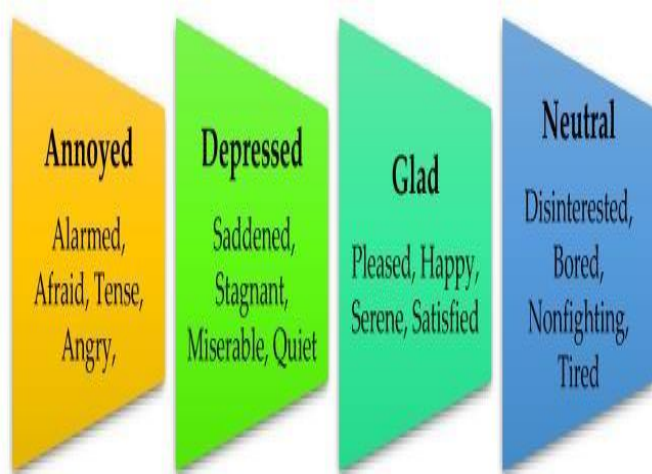 Annoyed
Alarmed,
Afraid, Tense,
Angry,
Depressed
Saddened,
Stagnant,
Miserable, Quiet
Glad
Pleased, Happy,
Serene, Satisfied
Neutral
Disinterested,
Bored,
Nonfighting,
Tired